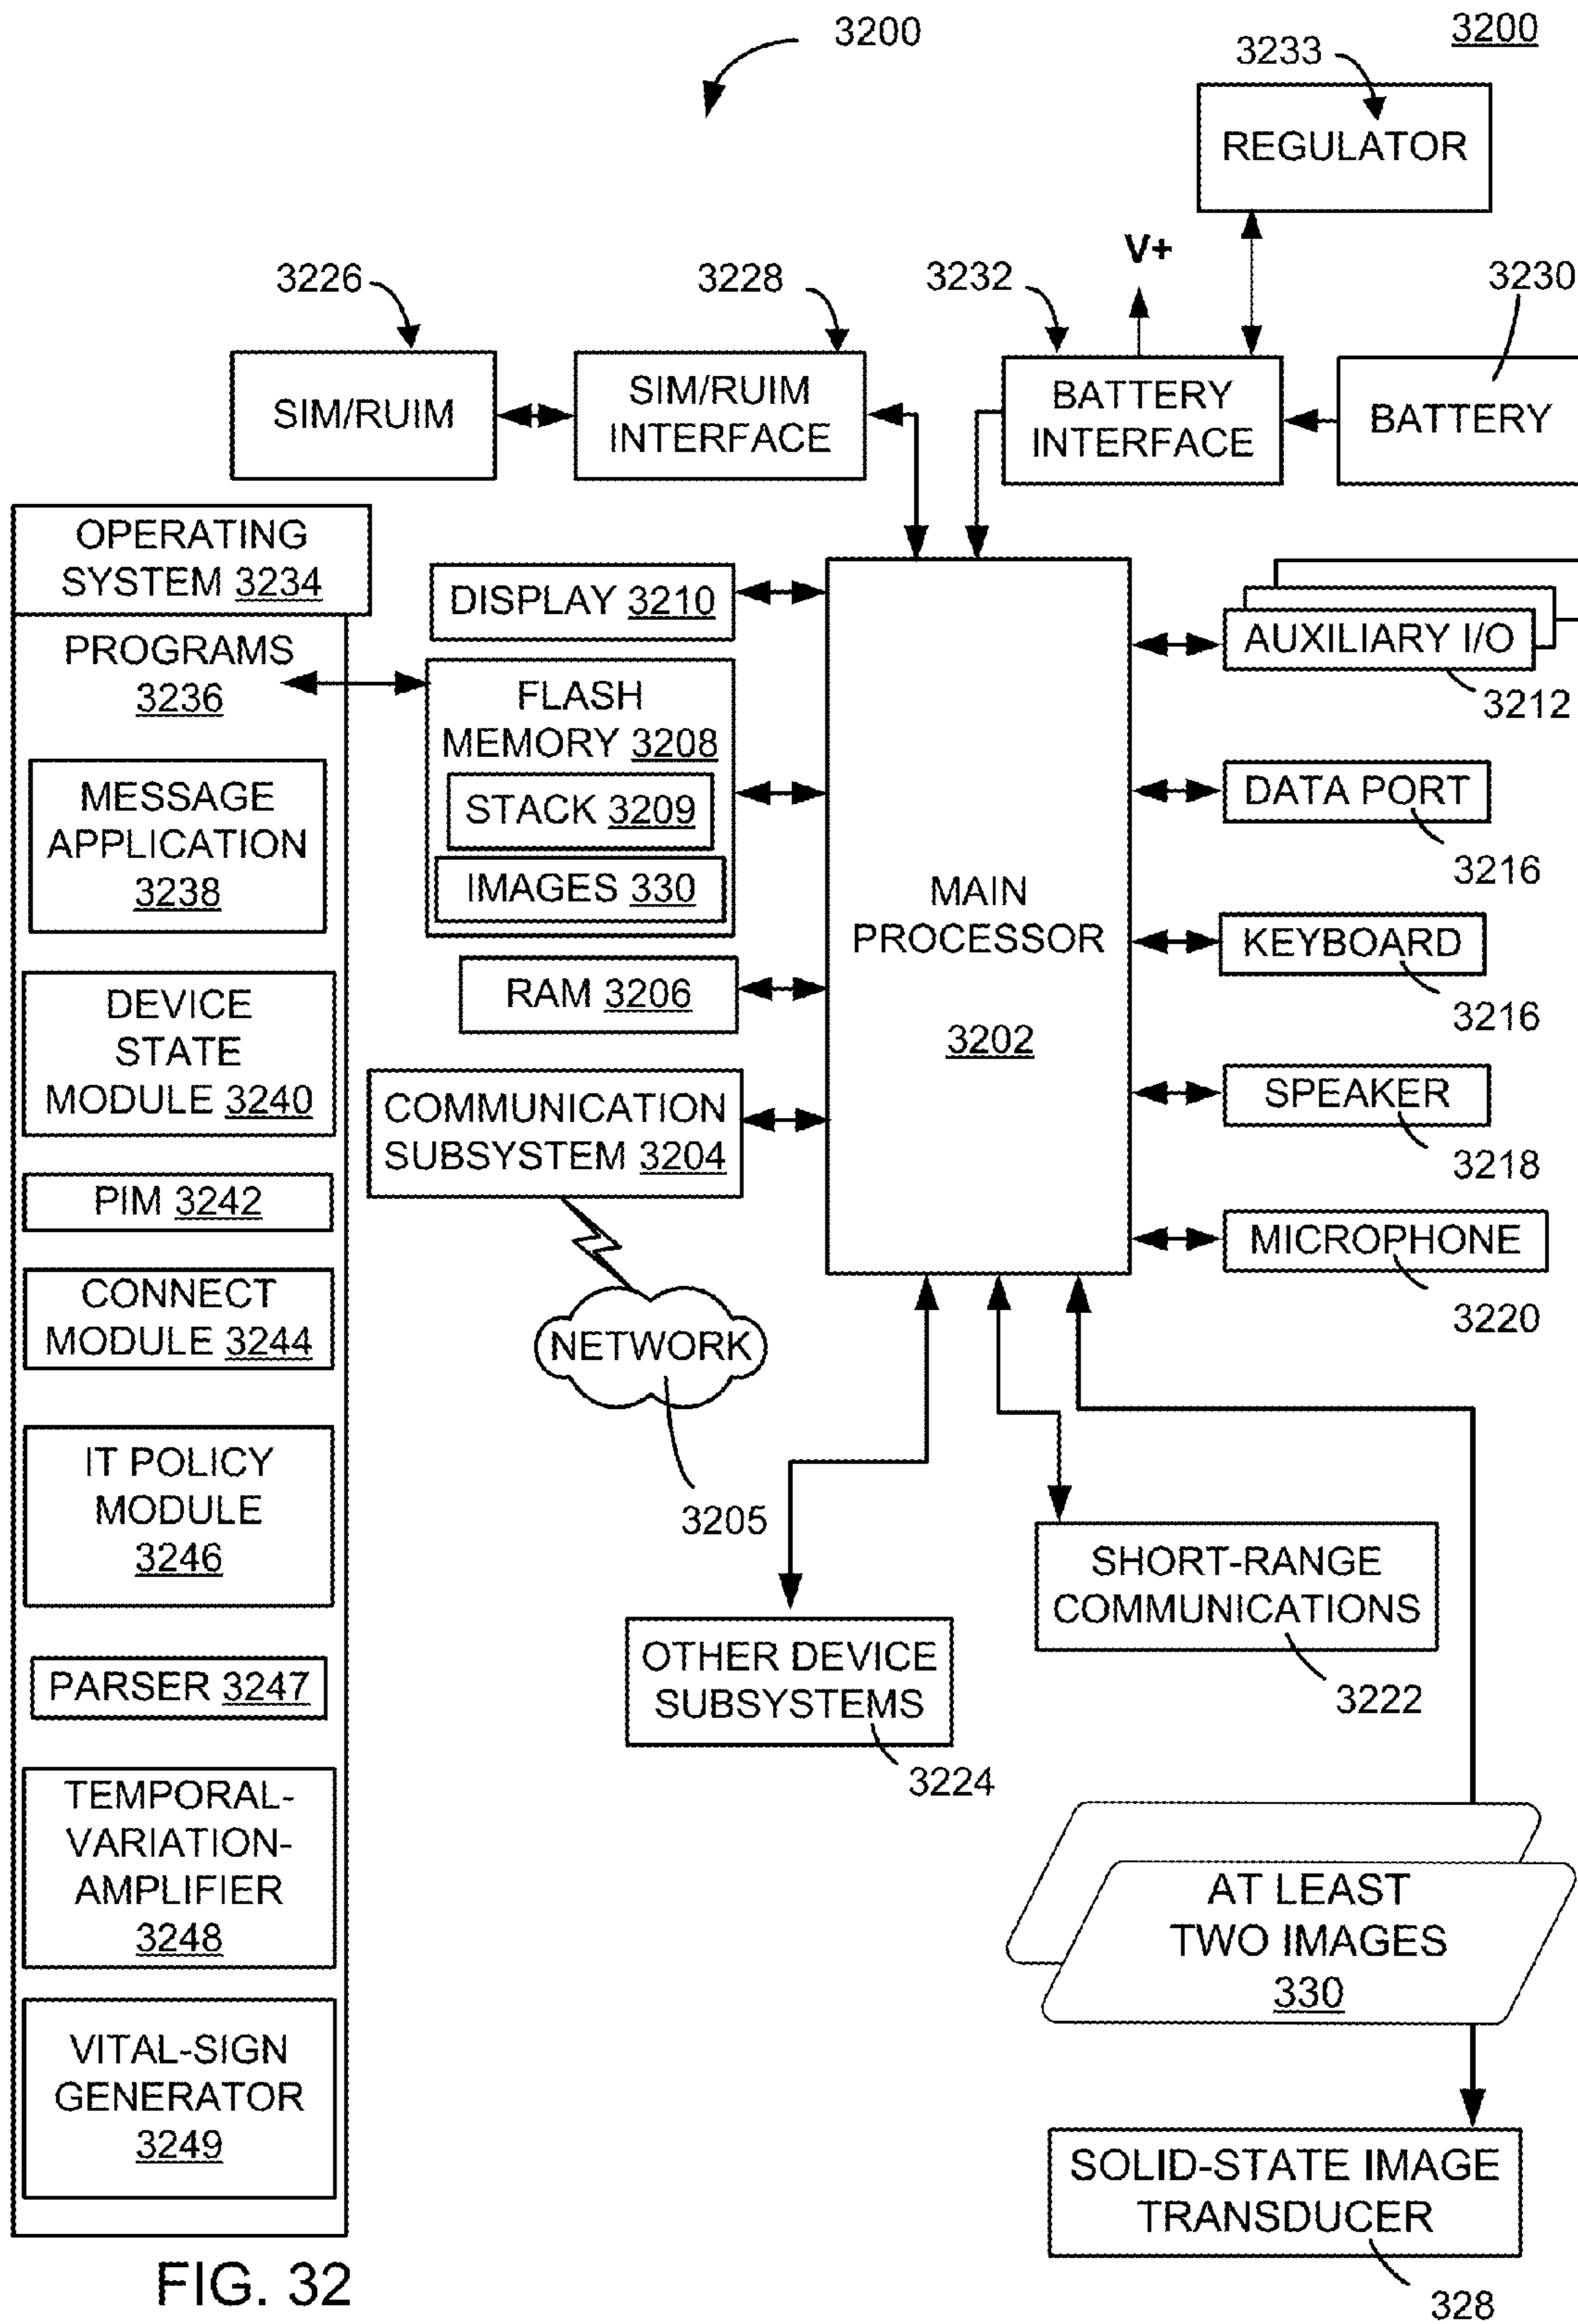 3200
3200
3233
REGULATOR
V+
3226
3228
3232
3230
SIM/RUIM
SIM/RUIM
INTERFACE
BATTERY
INTERFACE
BATTERY
OPERATING
SYSTEM 3234
PROGRAMS
3236
MESSAGE
APPLICATION
3238
DEVICE
STATE
MODULE 3240
PIM 3242
CONNECT
MODULE 3244
IT POLICY
MODULE
3246
PARSER 3247
TEMPORAL-
VARIATION-
AMPLIFIER
3248
VITAL-SIGN
GENERATOR
3249
DISPLAY 3210
FLASH
MEMORY 3208
STACK 3209
IMAGES 330
RAM 3206
COMMUNICATION
SUBSYSTEM 3204
NETWORK
3205
MAIN
PROCESSOR
3202
AUXILIARY I/O
3212
DATA PORT
3216
KEYBOARD
3216
SPEAKER
3218
MICROPHONE
3220
SHORT-RANGE
COMMUNICATIONS
3222
OTHER DEVICE
SUBSYSTEMS
3224
AT LEAST
TWO IMAGES
330
SOLID-STATE IMAGE
TRANSDUCER
328
FIG. 32